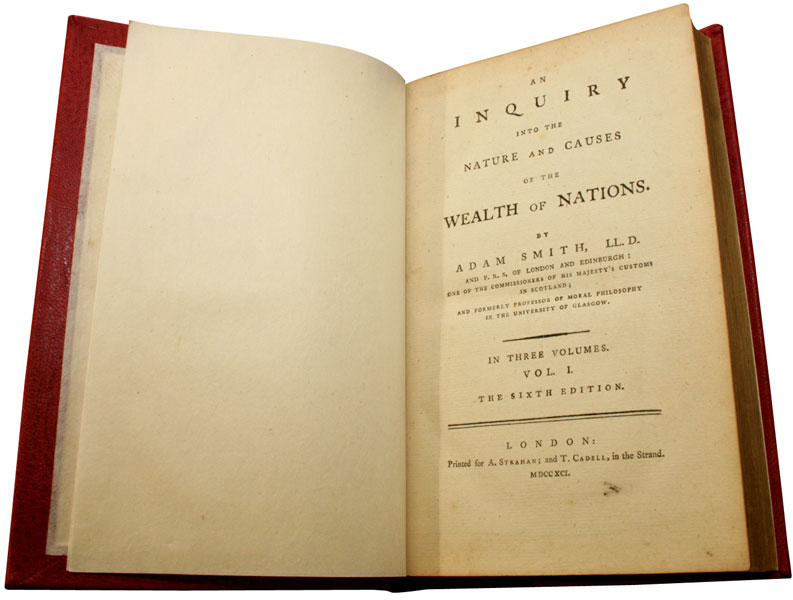 AN
INQUIRY
INTO THE
NATURE AND CAUSES
OF THE
WEALTH OF NATIONS.
BY
ADAM SMITH, LL.D.
AND F.R.S. OF LONDON AND EDINBURGH:
ONE OF THE COMMISSIONERS OF HIS MAJESTY'S CUSTOMS
IN SCOTLAND;
AND FORMERLY PROFESSOR OF MORAL PHILOSOPHY
IN THE UNIVERSITY OF GLASGOW.
IN THREE VOLUMES.
VOL. I.
THE SIXTH EDITION.
LONDON:
Printed for A. STRAHAN; and T. CADELL, in the Strand.
MDCCXCI.